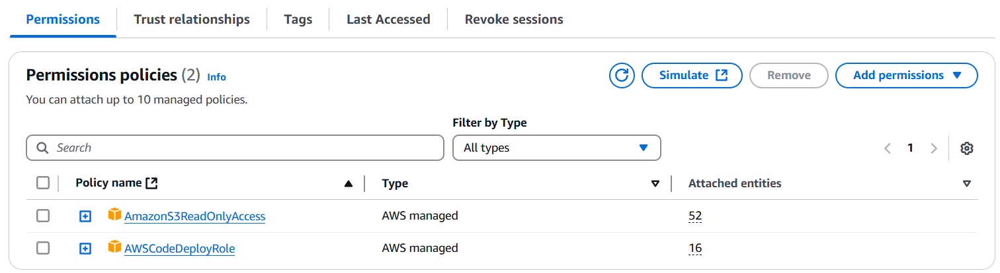 Permissions Trust relationships Tags Last Accessed Revoke sessions
Permissions policies (2) Info Simulate Remove Add permissions
You can attach up to 10 managed policies.
Filter by Type
Search All types 1
Policy name Type Attached entities
AmazonS3ReadOnlyAccess AWS managed 52
AWSCodeDeployRole AWS managed 16